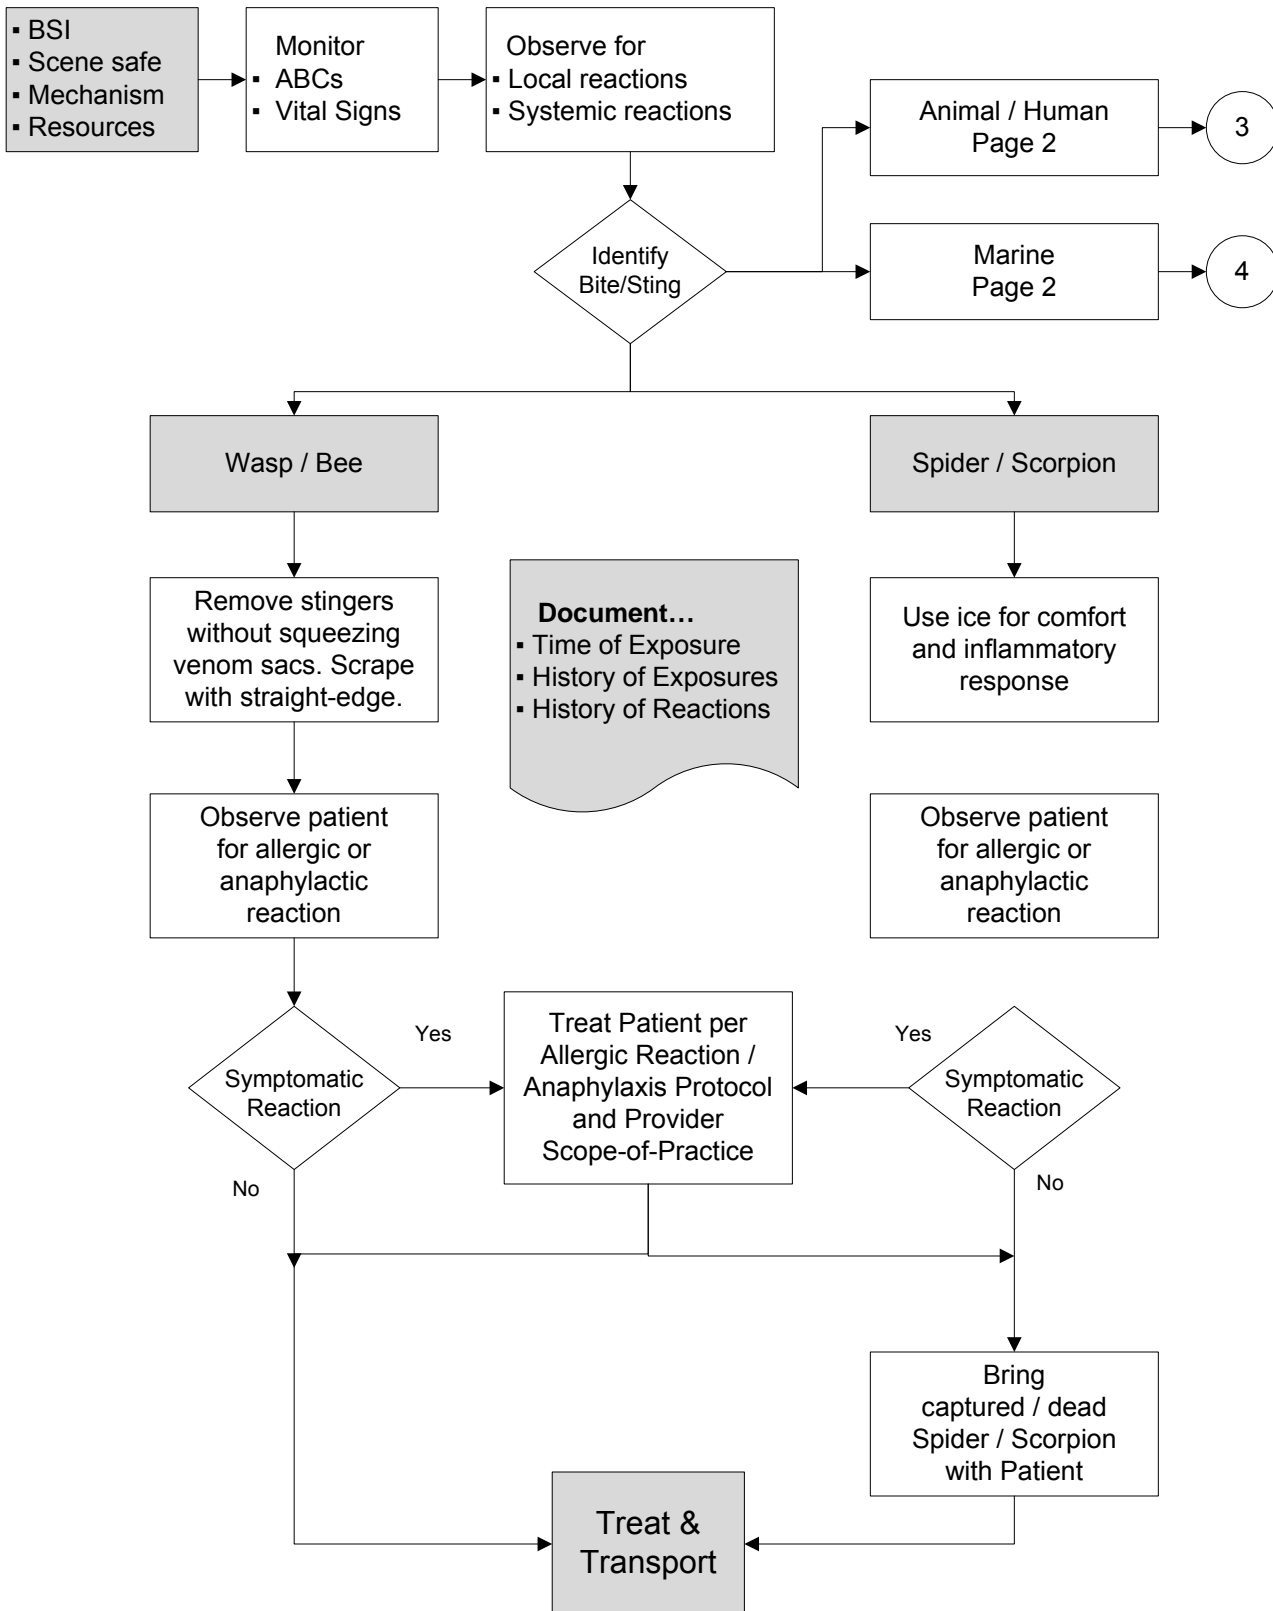 ▪ BSI
▪ Scene safe
▪ Mechanism
▪ Resources
Monitor
▪ ABCs
▪ Vital Signs
Observe for
▪ Local reactions
▪ Systemic reactions
Animal / Human
Page 2
3
Identify
Bite/Sting
Marine
Page 2
4
Wasp / Bee
Spider / Scorpion
Remove stingers
without squeezing
venom sacs. Scrape
with straight-edge.
Document…
▪ Time of Exposure
▪ History of Exposures
▪ History of Reactions
Use ice for comfort
and inflammatory
response
Observe patient
for allergic or
anaphylactic
reaction
Observe patient
for allergic or
anaphylactic
reaction
Symptomatic
Reaction
Yes
No
Treat Patient per
Allergic Reaction /
Anaphylaxis Protocol
and Provider
Scope-of-Practice
Yes
Symptomatic
Reaction
No
Bring
captured / dead
Spider / Scorpion
with Patient
Treat &
Transport